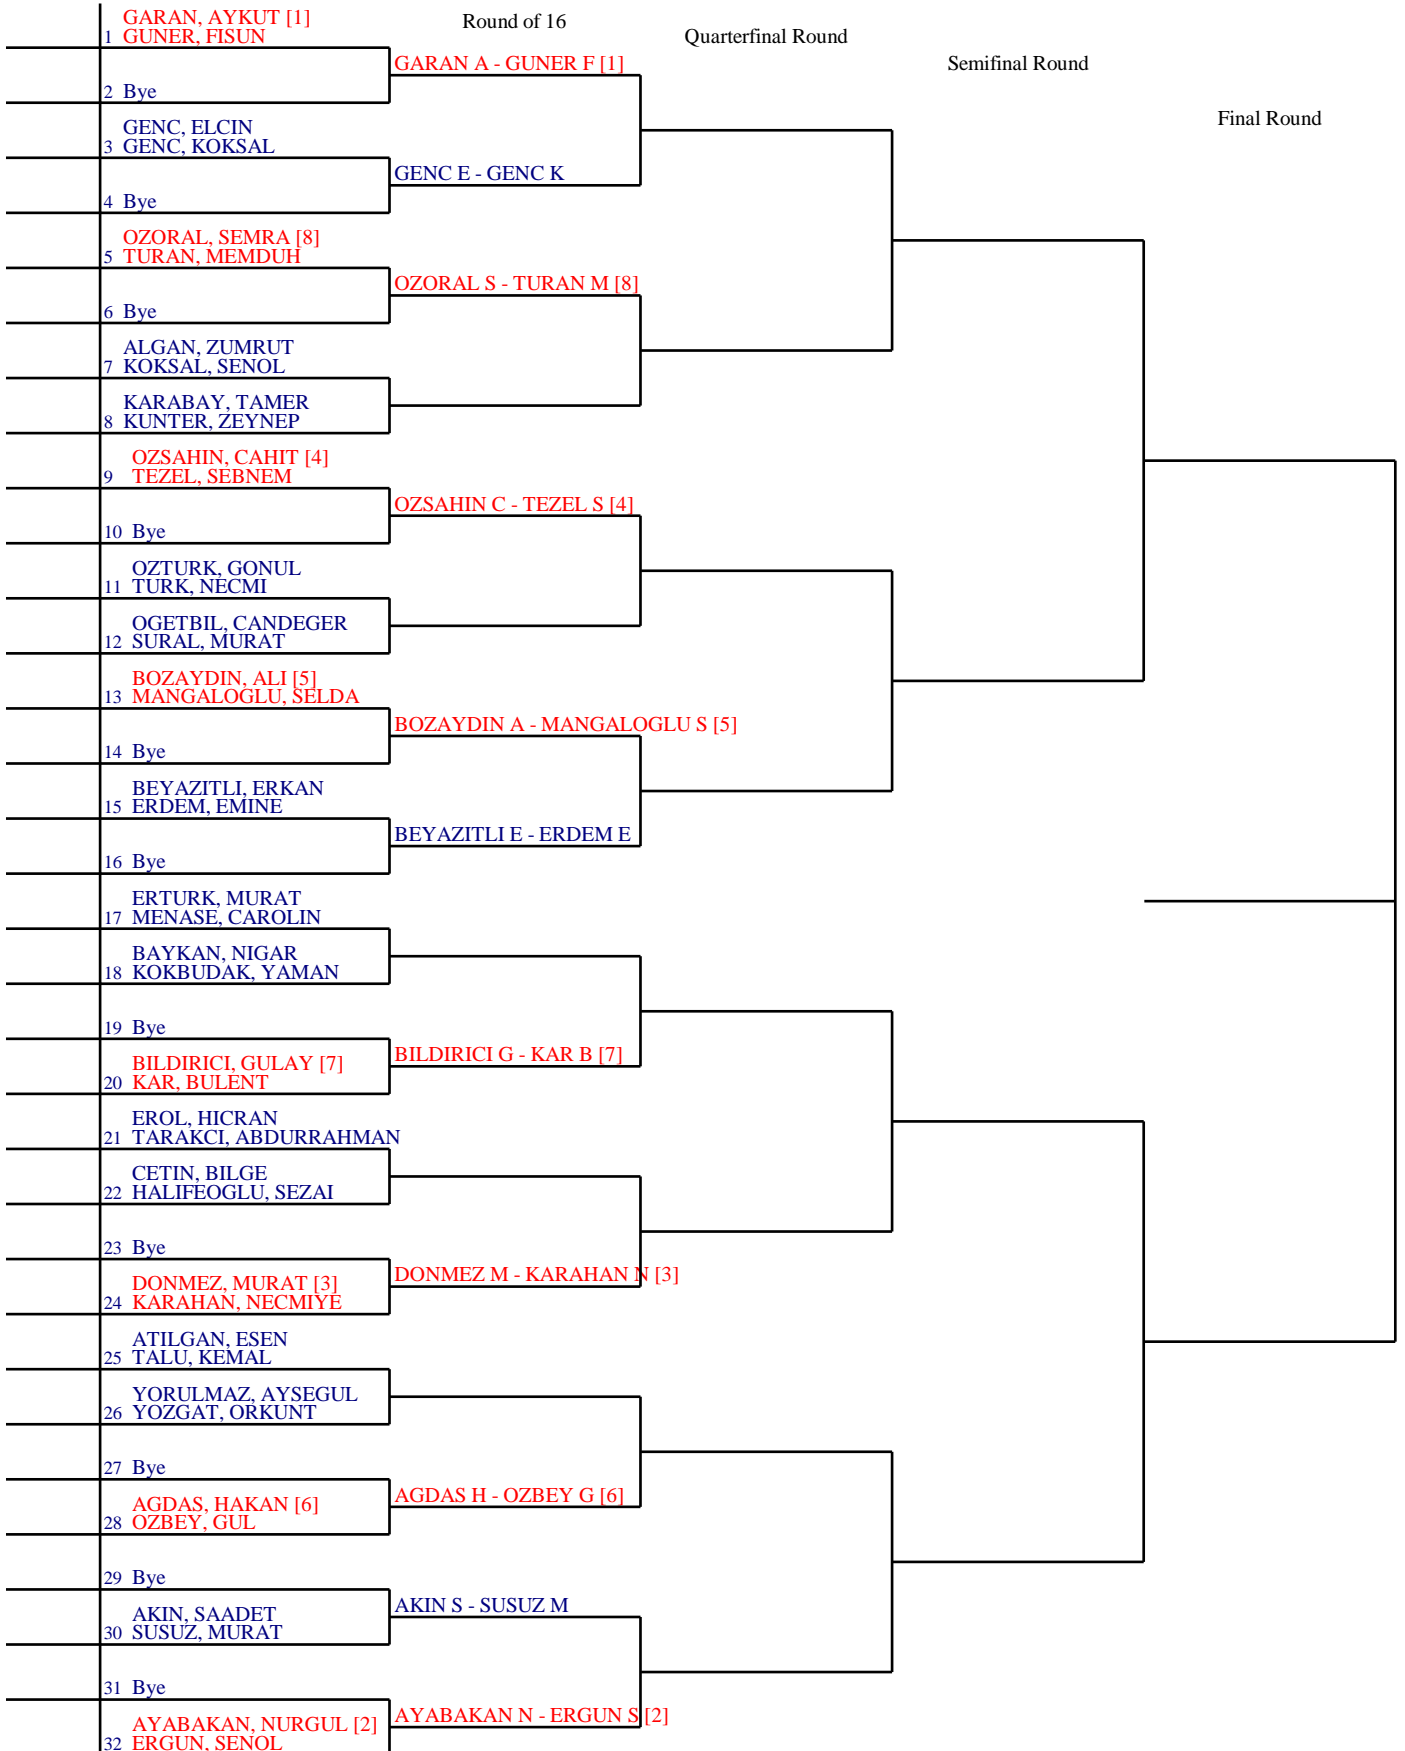 Round of 16
Quarterfinal Round
Semifinal Round
Final Round
GARAN, AYKUT [1]
1 GUNER, FISUN
GARAN A - GUNER F [1]
2 Bye
GENC, ELCIN
3 GENC, KOKSAL
GENC E - GENC K
4 Bye
OZORAL, SEMRA [8]
5 TURAN, MEMDUH
OZORAL S - TURAN M [8]
6 Bye
ALGAN, ZUMRUT
7 KOKSAL, SENOL
KARABAY, TAMER
8 KUNTER, ZEYNEP
OZSAHIN, CAHIT [4]
9 TEZEL, SEBNEM
OZSAHIN C - TEZEL S [4]
10 Bye
OZTURK, GONUL
11 TURK, NECMI
OGETBIL, CANDEGER
12 SURAL, MURAT
BOZAYDIN, ALI [5]
13 MANGALOGLU, SELDA
BOZAYDIN A - MANGALOGLU S [5]
14 Bye
BEYAZITLI, ERKAN
15 ERDEM, EMINE
BEYAZITLI E - ERDEM E
16 Bye
ERTURK, MURAT
17 MENASE, CAROLIN
BAYKAN, NIGAR
18 KOKBUDAK, YAMAN
19 Bye
BILDIRICI G - KAR B [7]
BILDIRICI, GULAY [7]
20 KAR, BULENT
EROL, HICRAN
21 TARAKCI, ABDURRAHMAN
CETIN, BILGE
22 HALIFEOGLU, SEZAI
23 Bye
DONMEZ M - KARAHAN N [3]
DONMEZ, MURAT [3]
24 KARAHAN, NECMIYE
ATILGAN, ESEN
25 TALU, KEMAL
YORULMAZ, AYSEGUL
26 YOZGAT, ORKUNT
27 Bye
AGDAS H - OZBEY G [6]
AGDAS, HAKAN [6]
28 OZBEY, GUL
29 Bye
AKIN S - SUSUZ M
AKIN, SAADET
30 SUSUZ, MURAT
31 Bye
AYABAKAN N - ERGUN S [2]
AYABAKAN, NURGUL [2]
32 ERGUN, SENOL